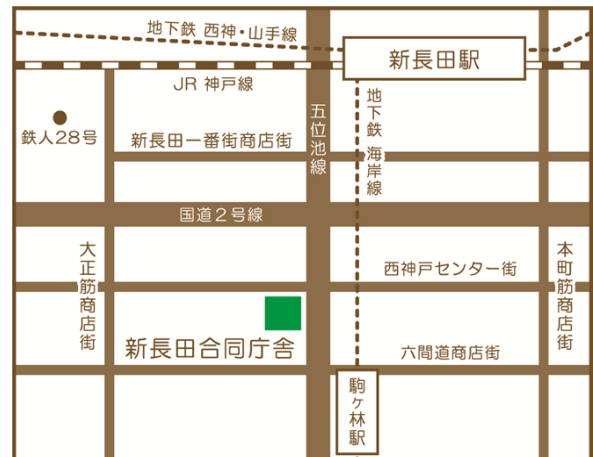 地下鉄 西神・山手線
新長田駅
JR 神戸線
鉄人28号
新長田一番街商店街
五位池線
地下鉄 海岸線
国道2号線
大正筋商店街
西神戸センター街
本町筋商店街
新長田合同庁舎
六間道商店街
駒ヶ林駅